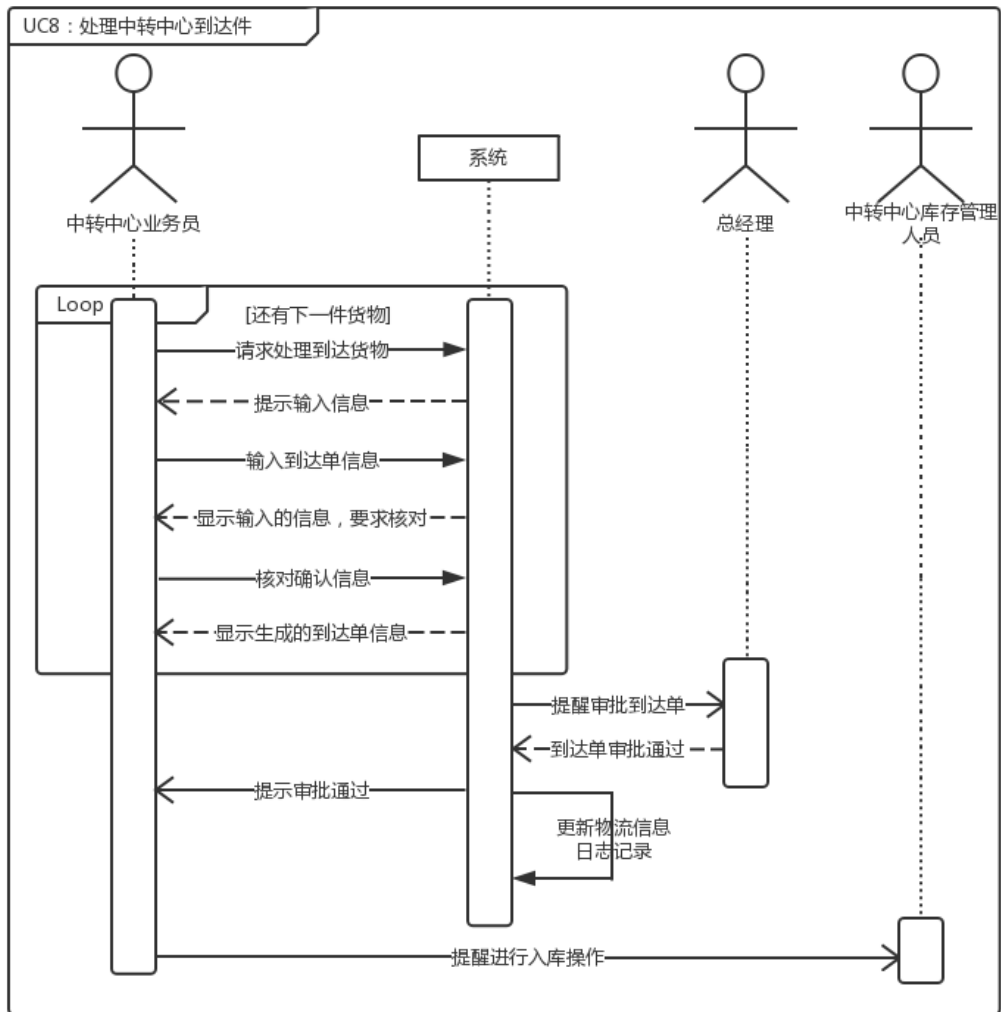 UC8：处理中转中心到达件
系统
中转中心业务员
总经理
中转中心库存管理
人员
Loop
[还有下一件货物]
请求处理到达货物
提示输入信息
输入到达单信息
显示输入的信息，要求核对
核对确认信息
显示生成的到达单信息
提醒审批到达单
到达单审批通过
提示审批通过
更新物流信息
日志记录
提醒进行入库操作